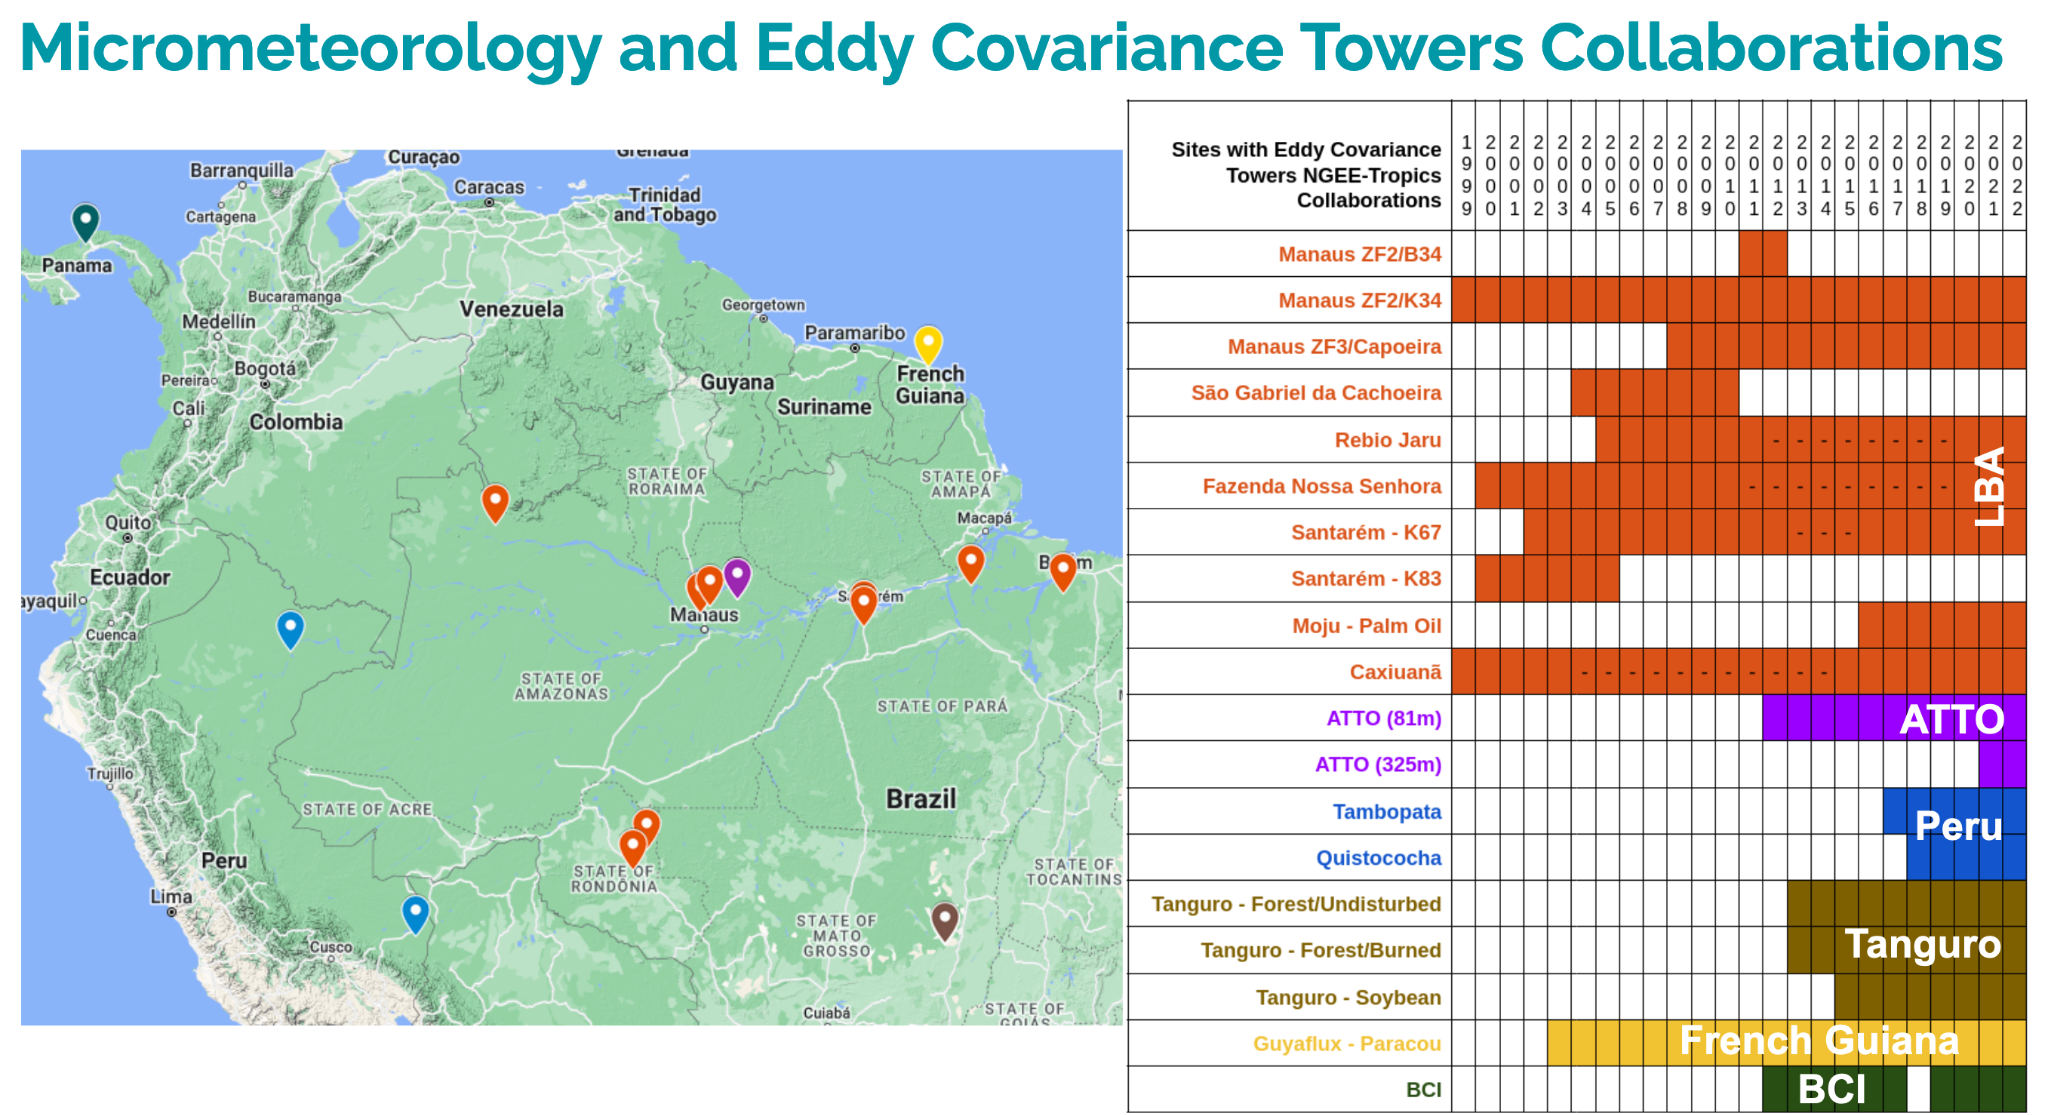 Micrometeorology and Eddy Covariance Towers Collaborations
Curaçao
Grenada
Barranquilla
Caracas
Trinidad
and Tobago
Cartagena
Panama
Bucaramanga
Venezuela
Georgetown
Medellín
Paramaribo
Bogotá
Pereira
Guyana
French
Guiana
Cali
Suriname
Colombia
STATE OF
RORAIMA
STATE OF
AMAPÁ
Quito
Macapá
Ecuador
ayaquil
Manaus
Cuenca
STATE OF
AMAZONAS
STATE OF PARÁ
Trujillo
STATE OF ACRE
Brazil
Peru
STATE OF
RONDÔNIA
STATE OF
TOCANTINS
Lima
STATE OF
MATO
GROSSO
Cusco
Cuiabá
STATE OF
GOIÁS
Sites with Eddy Covariance
Towers NGEE-Tropics
Collaborations
1999 2000 2001 2002 2003 2004 2005 2006 2007 2008 2009 2010 2011 2012 2013 2014 2015 2016 2017 2018 2019 2020 2021 2022
Manaus ZF2/B34
Manaus ZF2/K34
Manaus ZF3/Capoeira
São Gabriel da Cachoeira
Rebio Jaru - - - - - - - -
Fazenda Nossa Senhora - - - - - - - - -
LBA
Santarém - K67 - - -
Santarém - K83
Moju - Palm Oil
Caxiuanã - - - - - - - - - - -
ATTO (81m) ATTO
ATTO (325m)
Tambopata
Peru
Quistococha
Tanguro - Forest/Undisturbed
Tanguro - Forest/Burned Tanguro
Tanguro - Soybean
Guyaflux - Paracou French Guiana
BCI BCI